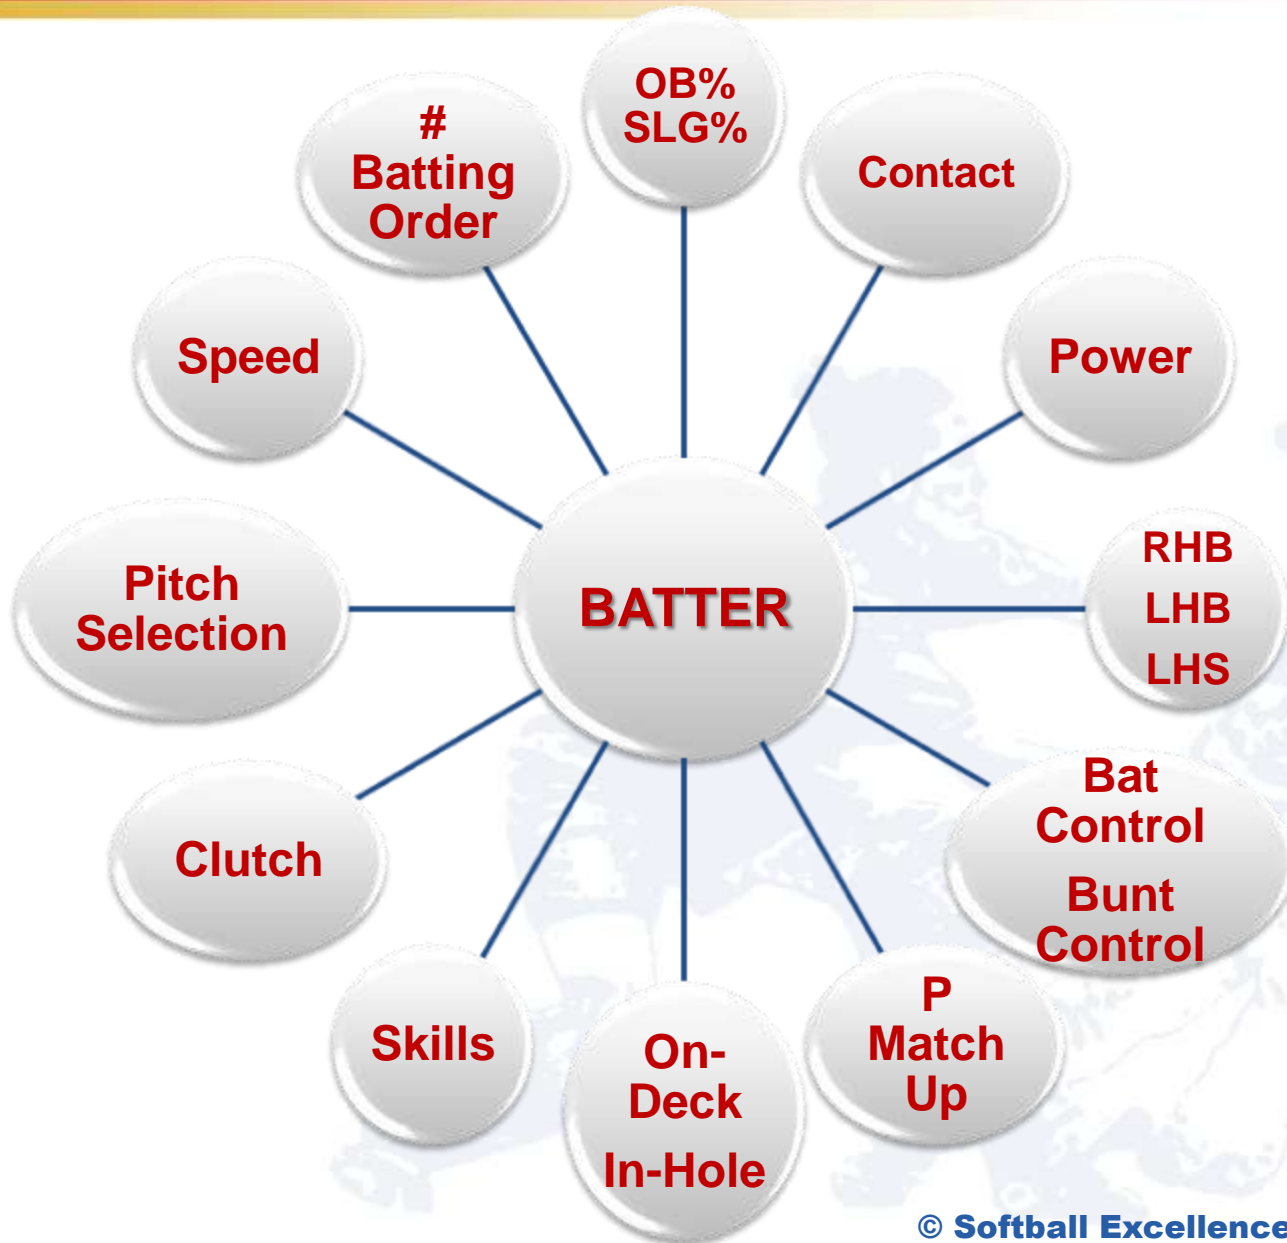 OB%
SLG%
#
Batting
Order
Contact
Speed
Power
Pitch
Selection
BATTER
RHB
LHB
LHS
Clutch
Bat
Control
Bunt
Control
Skills
On-
Deck
In-Hole
P
Match
Up
© Softball Excellence